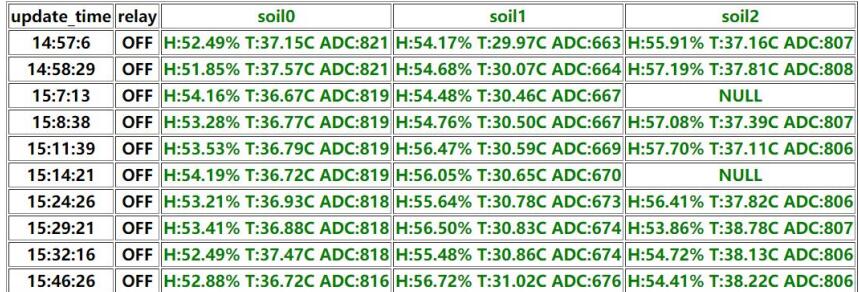 update_time relay soil0 soil1 soil2
14:57:6 OFF H:52.49% T:37.15C ADC:821 H:54.17% T:29.97C ADC:663 H:55.91% T:37.16C ADC:807
14:58:29 OFF H:51.85% T:37.57C ADC:821 H:54.68% T:30.07C ADC:664 H:57.19% T:37.81C ADC:808
15:7:13 OFF H:54.16% T:36.67C ADC:819 H:54.48% T:30.46C ADC:667 NULL
15:8:38 OFF H:53.28% T:36.77C ADC:819 H:54.76% T:30.50C ADC:667 H:57.08% T:37.39C ADC:807
15:11:39 OFF H:53.53% T:36.79C ADC:819 H:56.47% T:30.59C ADC:669 H:57.70% T:37.11C ADC:806
15:14:21 OFF H:54.19% T:36.72C ADC:819 H:56.05% T:30.65C ADC:670 NULL
15:24:26 OFF H:53.21% T:36.93C ADC:818 H:55.64% T:30.78C ADC:673 H:56.41% T:37.82C ADC:806
15:29:21 OFF H:53.41% T:36.88C ADC:818 H:56.50% T:30.83C ADC:674 H:53.86% T:38.78C ADC:807
15:32:16 OFF H:52.49% T:37.47C ADC:818 H:55.48% T:30.86C ADC:674 H:54.72% T:38.13C ADC:806
15:46:26 OFF H:52.88% T:36.72C ADC:816 H:56.72% T:31.02C ADC:676 H:54.41% T:38.22C ADC:806